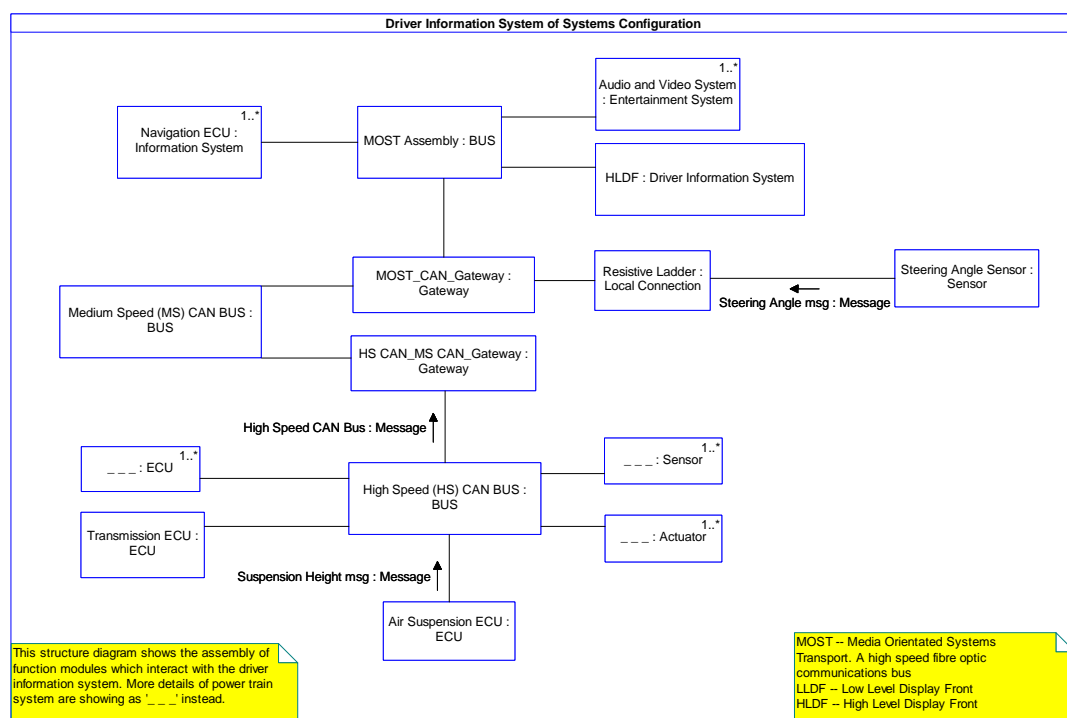 Driver Information System of Systems Configuration
1..*
Audio and Video System
: Entertainment System
1..*
Navigation ECU :
Information System
MOST Assembly : BUS
HLDF : Driver Information System
MOST_CAN_Gateway :
Gateway
Resistive Ladder :
Local Connection
Steering Angle Sensor :
Sensor
Steering Angle msg : Message
Medium Speed (MS) CAN BUS :
BUS
HS CAN_MS CAN_Gateway :
Gateway
High Speed CAN Bus : Message
1..*
_ _ _ : ECU
1..*
_ _ _ : Sensor
High Speed (HS) CAN BUS :
BUS
Transmission ECU :
ECU
1..*
_ _ _ : Actuator
Suspension Height msg : Message
Air Suspension ECU :
ECU
This structure diagram shows the assembly of
function modules which interact with the driver
information system. More details of power train
system are showing as '_ _ _' instead.
MOST -- Media Orientated Systems
Transport. A high speed fibre optic
communications bus
LLDF -- Low Level Display Front
HLDF -- High Level Display Front